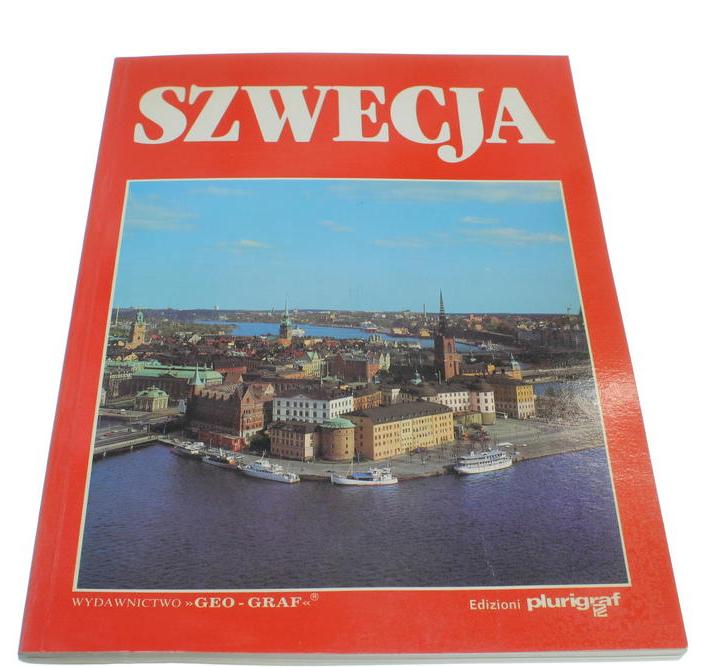 SZWECJA
WYDAWNICTWO »GEO-GRAF«®
Edizioni plurigraf